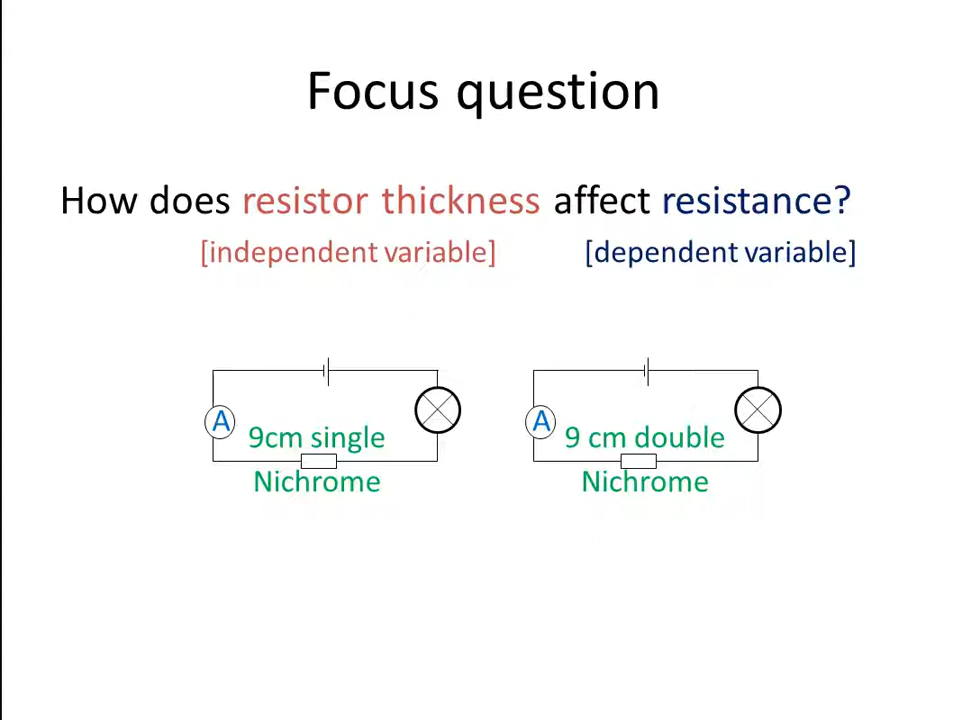 Focus question
How does resistor thickness affect resistance?
[independent variable] [dependent variable]
A 9cm single
Nichrome
A 9 cm double
Nichrome